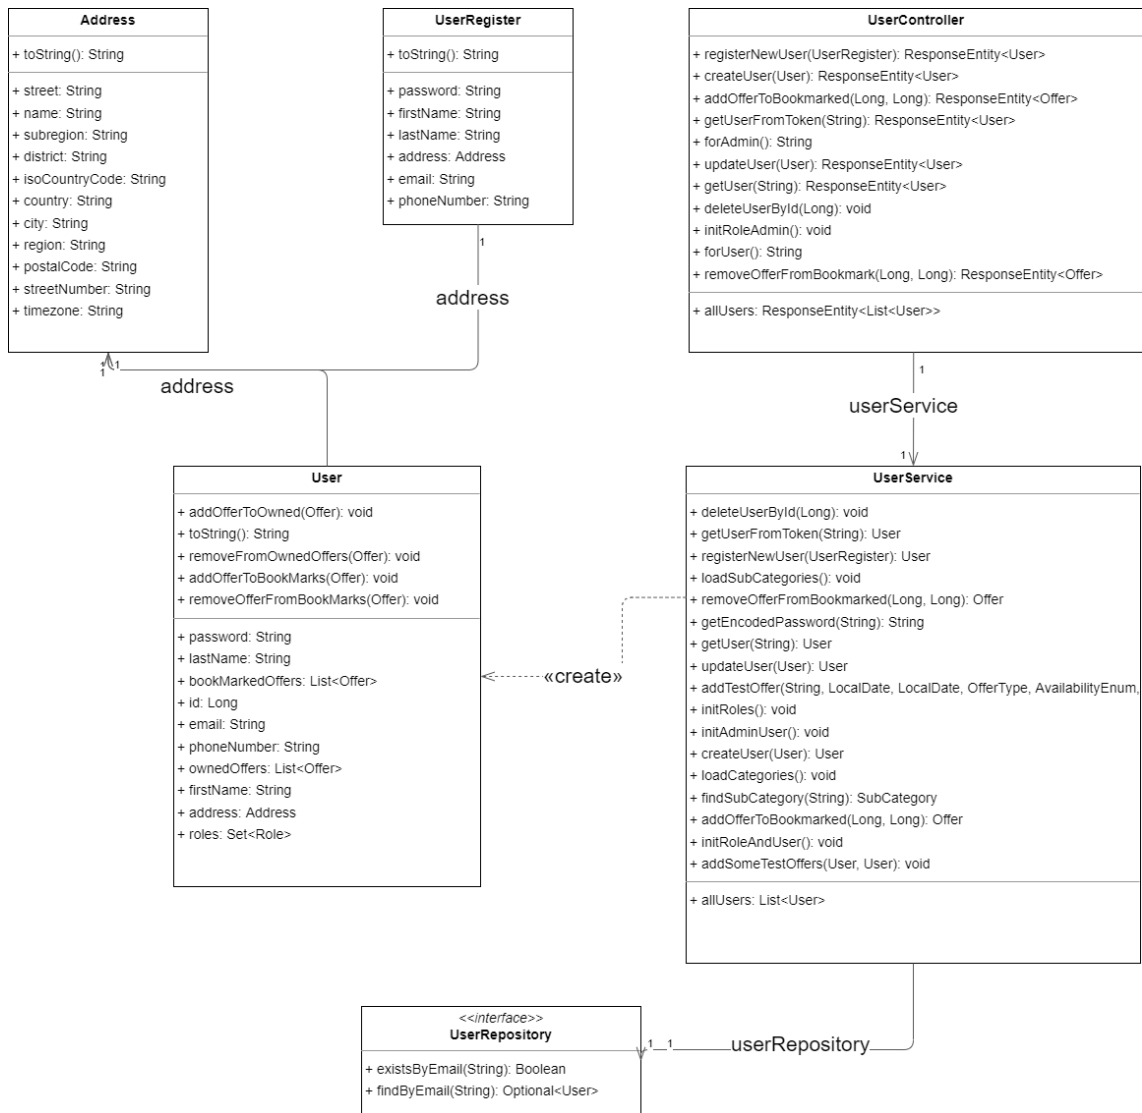 Address
+ toString(): String
+ street: String
+ name: String
+ subregion: String
+ district: String
+ isoCountryCode: String
+ country: String
+ city: String
+ region: String
+ postalCode: String
+ streetNumber: String
+ timezone: String
UserRegister
+ toString(): String
+ password: String
+ firstName: String
+ lastName: String
+ address: Address
+ email: String
+ phoneNumber: String
UserController
+ registerNewUser(UserRegister): ResponseEntity<User>
+ createUser(User): ResponseEntity<User>
+ addOfferToBookmarked(Long, Long): ResponseEntity<Offer>
+ getUserFromToken(String): ResponseEntity<User>
+ forAdmin(): String
+ updateUser(User): ResponseEntity<User>
+ getUser(String): ResponseEntity<User>
+ deleteUserById(Long): void
+ initRoleAdmin(): void
+ forUser(): String
+ removeOfferFromBookmark(Long, Long): ResponseEntity<Offer>
+ allUsers: ResponseEntity<List<User>>
1
address
1
1
1
address
1
userService
1
User
+ addOfferToOwned(Offer): void
+ toString(): String
+ removeFromOwnedOffers(Offer): void
+ addOfferToBookMarks(Offer): void
+ removeOfferFromBookMarks(Offer): void
+ password: String
+ lastName: String
+ bookMarkedOffers: List<Offer>
+ id: Long
+ email: String
+ phoneNumber: String
+ ownedOffers: List<Offer>
+ firstName: String
+ address: Address
+ roles: Set<Role>
«create»
UserService
+ deleteUserById(Long): void
+ getUserFromToken(String): User
+ registerNewUser(UserRegister): User
+ loadSubCategories(): void
+ removeOfferFromBookmarked(Long, Long): Offer
+ getEncodedPassword(String): String
+ getUser(String): User
+ updateUser(User): User
+ addTestOffer(String, LocalDate, LocalDate, OfferType, AvailabilityEnum,
+ initRoles(): void
+ initAdminUser(): void
+ createUser(User): User
+ loadCategories(): void
+ findSubCategory(String): SubCategory
+ addOfferToBookmarked(Long, Long): Offer
+ initRoleAndUser(): void
+ addSomeTestOffers(User, User): void
+ allUsers: List<User>
<<interface>>
UserRepository
+ existsByEmail(String): Boolean
+ findByEmail(String): Optional<User>
1 1 userRepository